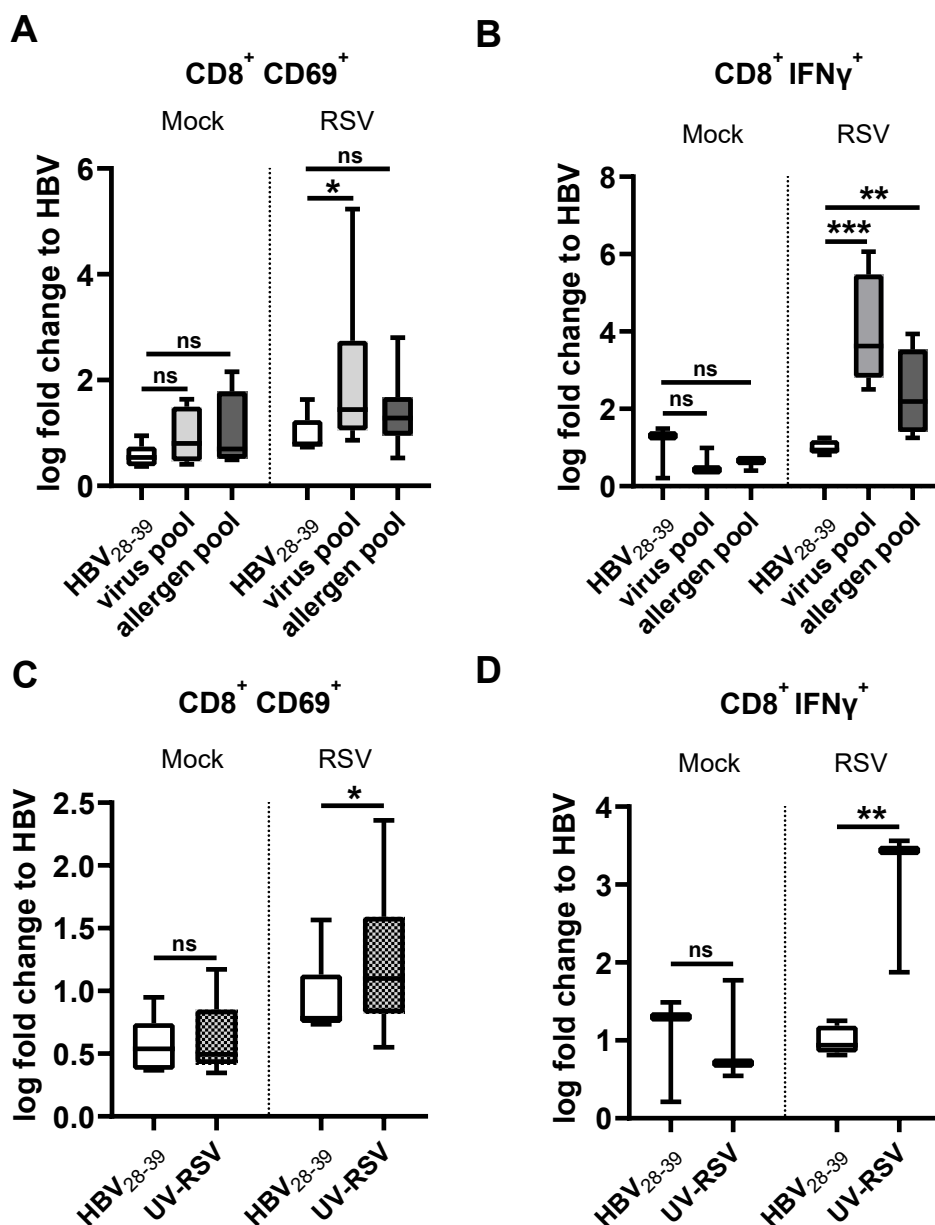 A
CD8⁺ CD69⁺
Mock RSV
log fold change to HBV
6
4
2
0
ns
ns
*
ns
HBV₂₈₋₃₉
virus pool
allergen pool
HBV₂₈₋₃₉
virus pool
allergen pool
B
CD8⁺ IFNγ⁺
Mock RSV
log fold change to HBV
8
6
4
2
0
ns
ns
**
***
HBV₂₈₋₃₉
virus pool
allergen pool
HBV₂₈₋₃₉
virus pool
allergen pool
C
CD8⁺ CD69⁺
Mock RSV
log fold change to HBV
2.5
2.0
1.5
1.0
0.5
0.0
ns
*
HBV₂₈₋₃₉
UV-RSV
HBV₂₈₋₃₉
UV-RSV
D
CD8⁺ IFNγ⁺
Mock RSV
log fold change to HBV
4
3
2
1
0
ns
**
HBV₂₈₋₃₉
UV-RSV
HBV₂₈₋₃₉
UV-RSV